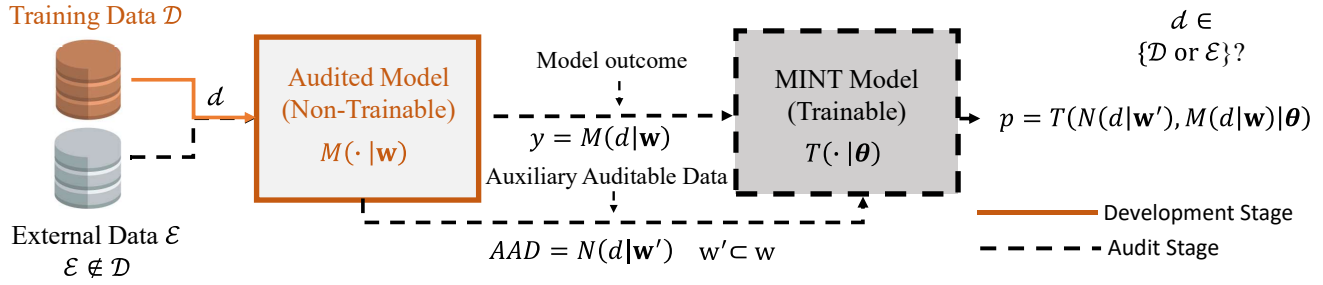 Training Data 𝒟
External Data ℰ
ℰ ∉ 𝒟
d
Audited Model
(Non-Trainable)
M(· |w)
Model outcome
y = M(d|w)
Auxiliary Auditable Data
AAD = N(d|w′) w′⊂ w
MINT Model
(Trainable)
T(· |θ)
d ∈
{𝒟 or ℰ}?
p = T(N(d|w′), M(d|w)|θ)
Development Stage
Audit Stage